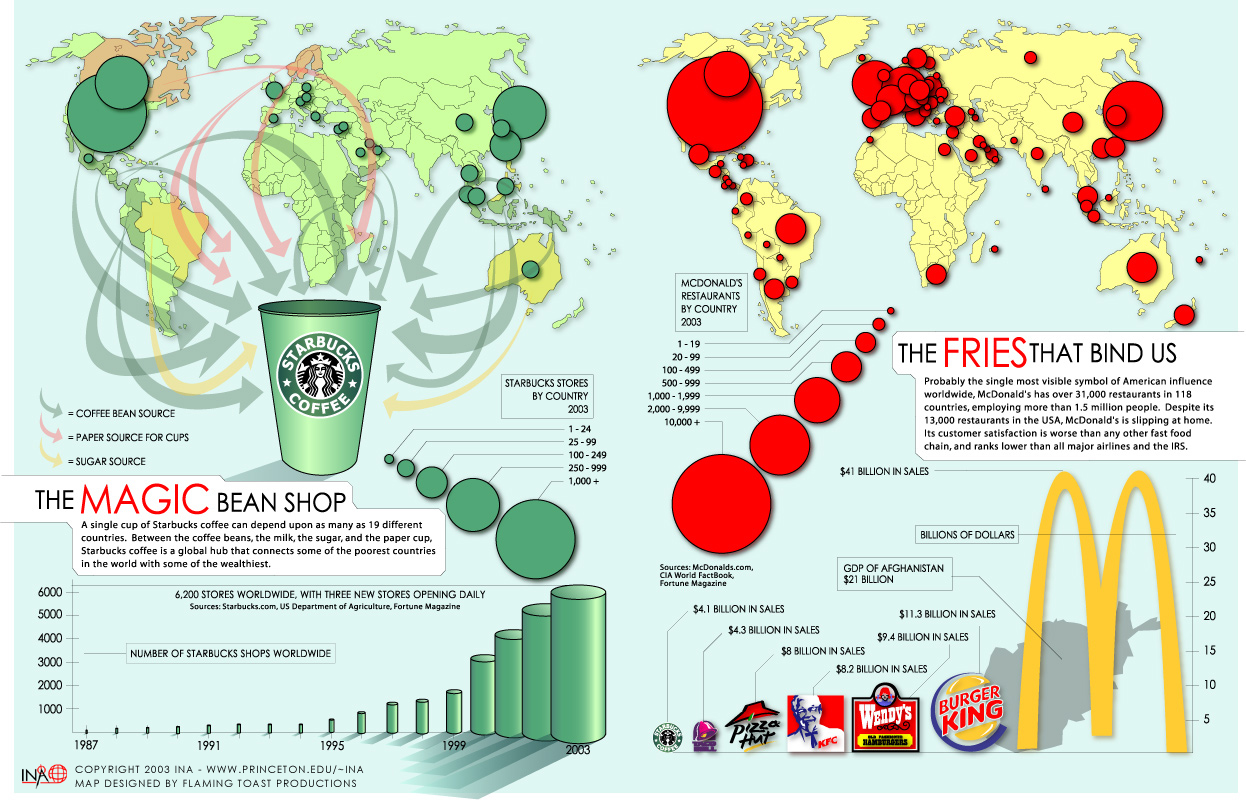 STARBUCKS
COFFEE
= COFFEE BEAN SOURCE
= PAPER SOURCE FOR CUPS
= SUGAR SOURCE
STARBUCKS STORES
BY COUNTRY
2003
1 - 24
25 - 99
100 - 249
250 - 999
1,000 +
THE MAGIC BEAN SHOP
A single cup of Starbucks coffee can depend upon as many as 19 different
countries. Between the coffee beans, the milk, the sugar, and the paper cup,
Starbucks coffee is a global hub that connects some of the poorest countries
in the world with some of the wealthiest.
6,200 STORES WORLDWIDE, WITH THREE NEW STORES OPENING DAILY
Sources: Starbucks.com, US Department of Agriculture, Fortune Magazine
NUMBER OF STARBUCKS SHOPS WORLDWIDE
6000
5000
4000
3000
2000
1000
1987
1991
1995
1999
2003
INA
COPYRIGHT 2003 INA - WWW.PRINCETON.EDU/~INA
MAP DESIGNED BY FLAMING TOAST PRODUCTIONS
MCDONALD'S
RESTAURANTS
BY COUNTRY
2003
1 - 19
20 - 99
100 - 499
500 - 999
1,000 - 1,999
2,000 - 9,999
10,000 +
Sources: McDonalds.com,
CIA World FactBook,
Fortune Magazine
THE FRIES THAT BIND US
Probably the single most visible symbol of American influence
worldwide, McDonald's has over 31,000 restaurants in 118
countries, employing more than 1.5 million people. Despite its
13,000 restaurants in the USA, McDonald's is slipping at home.
Its customer satisfaction is worse than any other fast food
chain, and ranks lower than all major airlines and the IRS.
$41 BILLION IN SALES
BILLIONS OF DOLLARS
GDP OF AFGHANISTAN
$21 BILLION
$4.1 BILLION IN SALES
$4.3 BILLION IN SALES
$8 BILLION IN SALES
$8.2 BILLION IN SALES
$9.4 BILLION IN SALES
$11.3 BILLION IN SALES
40
35
30
25
20
15
10
5
Pizza
Hut
KFC
Wendy's
OLD FASHIONED
HAMBURGERS
BURGER
KING